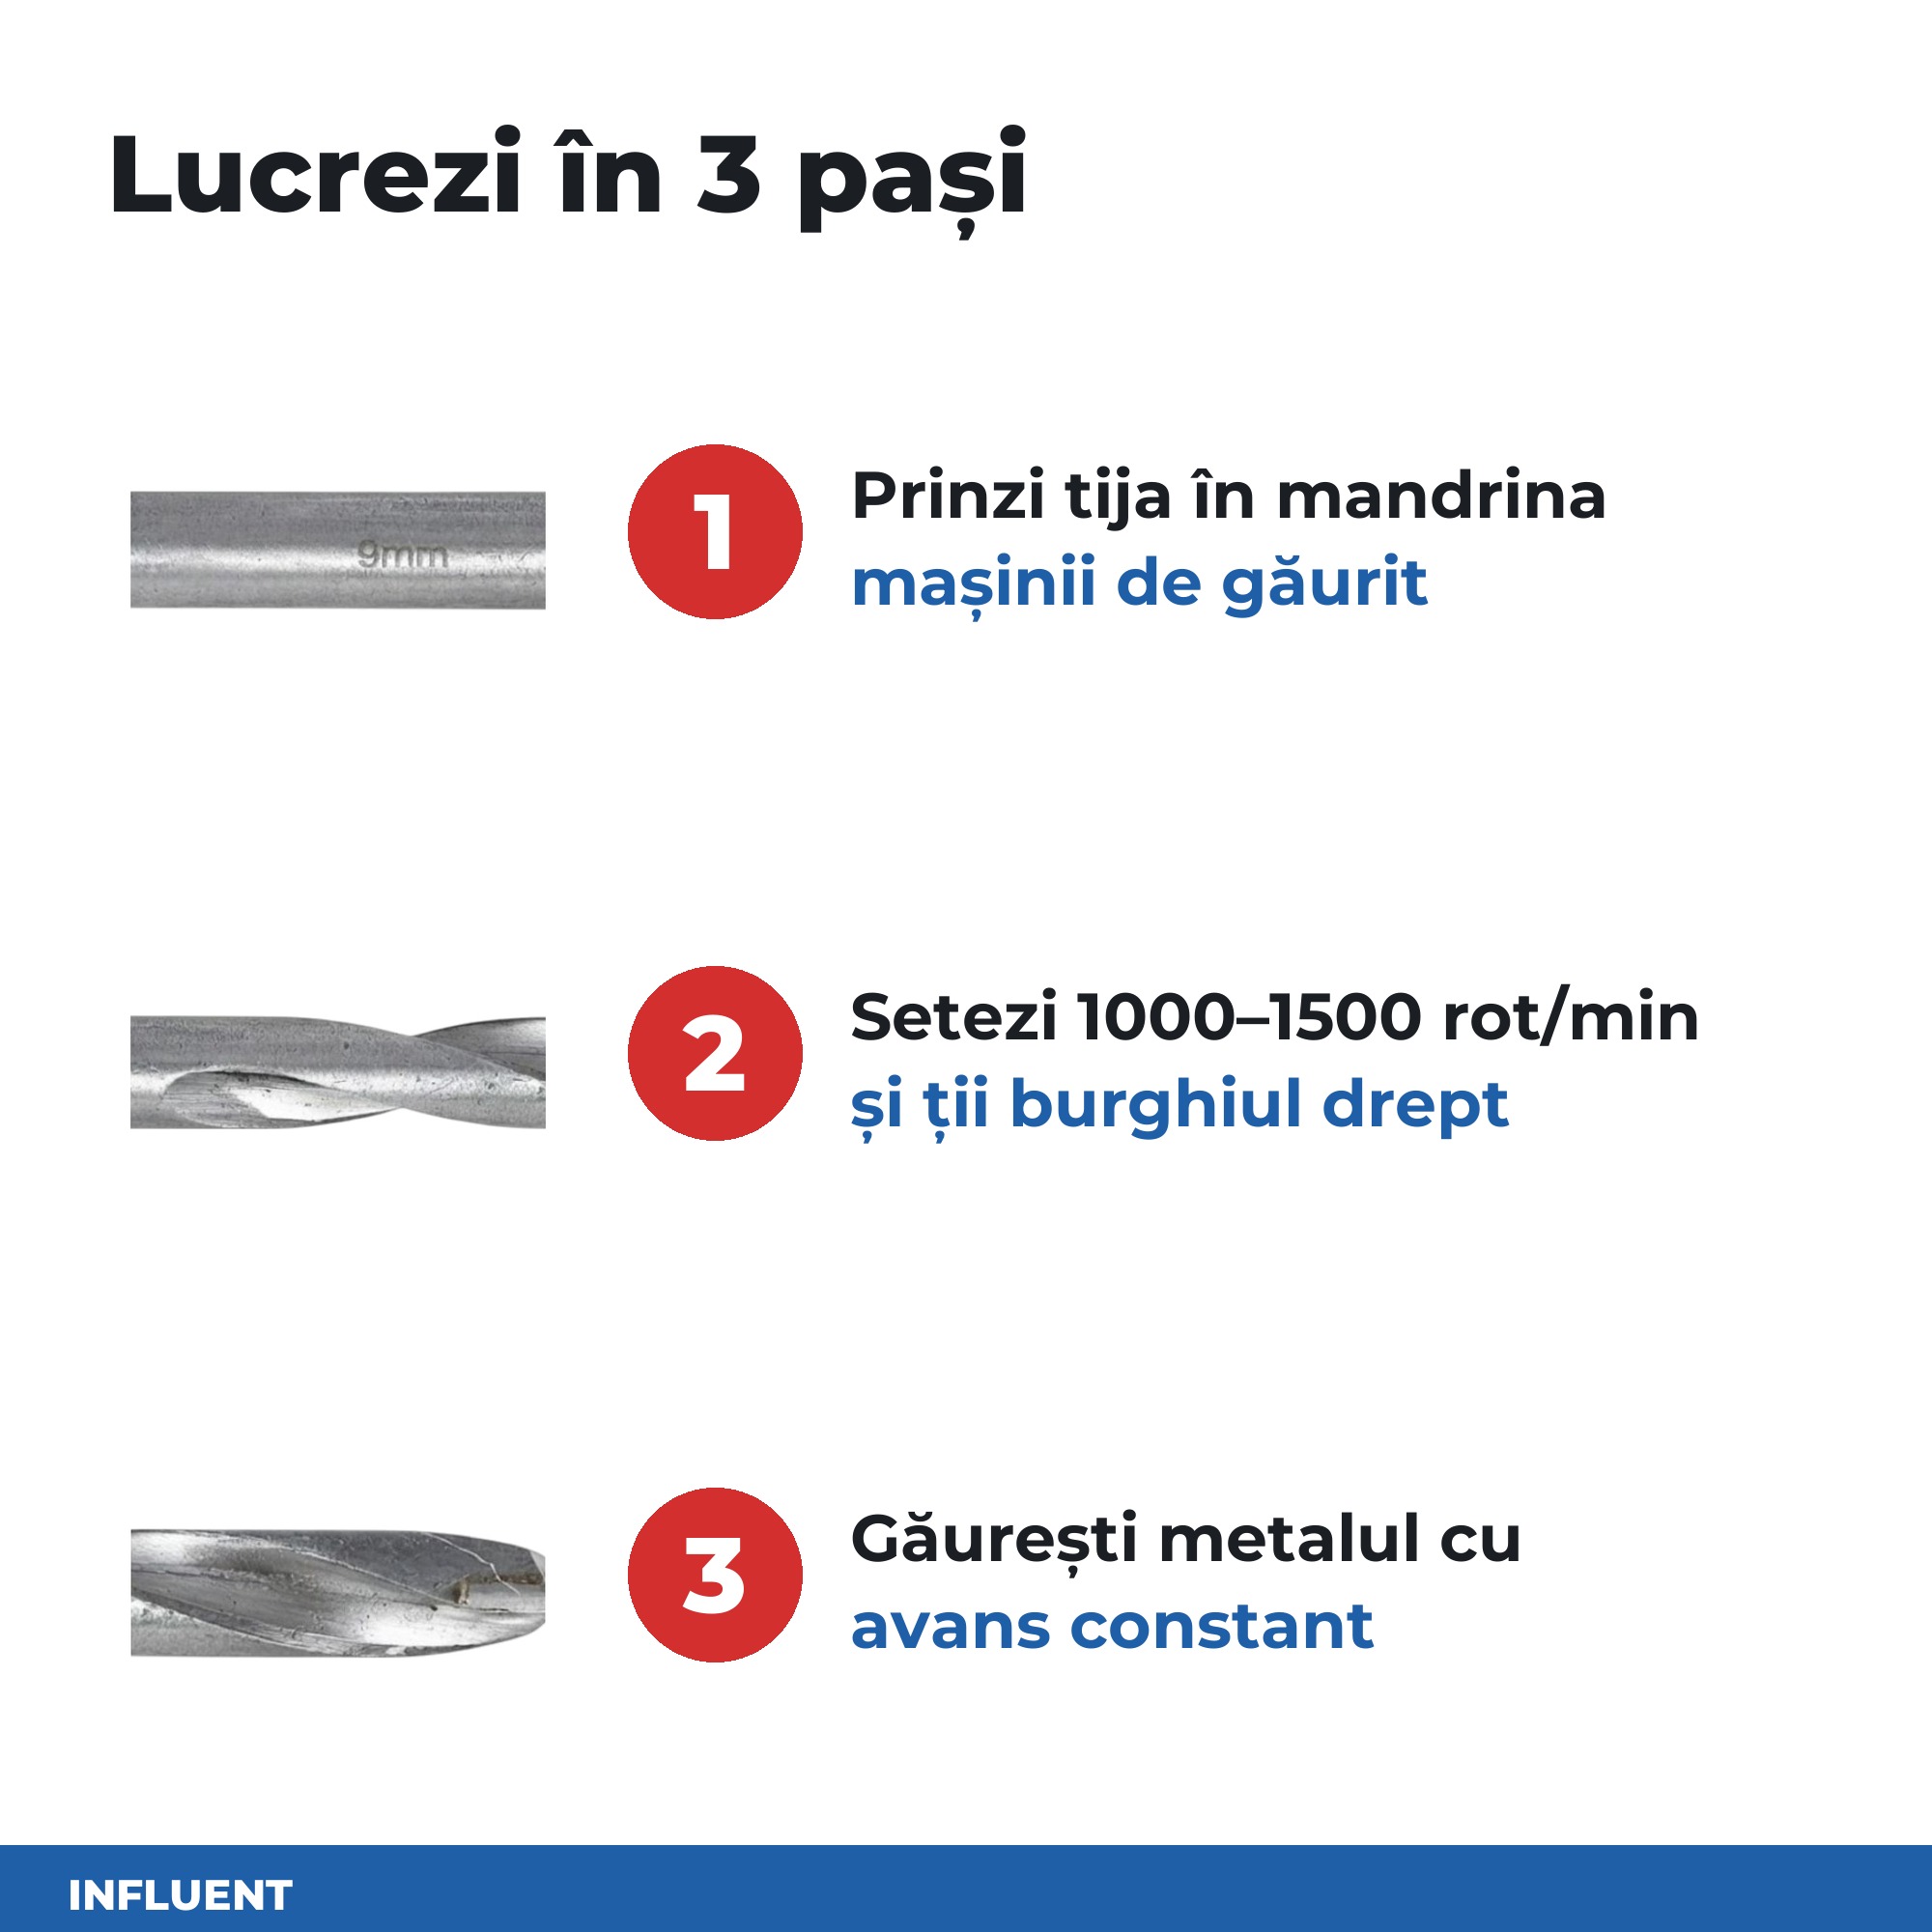 Lucrezi în 3 pași
9mm
1
Prinzi tija în mandrina
mașinii de găurit
2
Setezi 1000–1500 rot/min
și ții burghiul drept
3
Găurești metalul cu
avans constant
INFLUENT